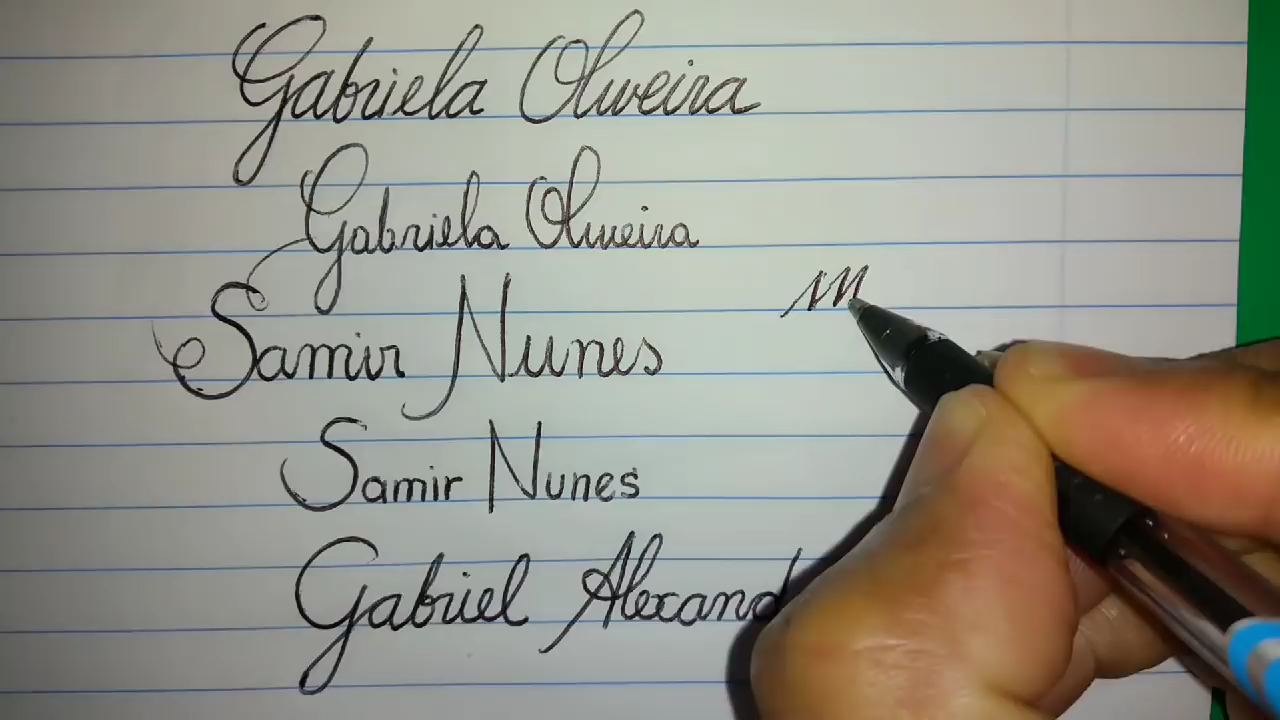 Gabriela Oliveira
Gabriela Oliveira
Samir Nunes
Samir Nunes
Gabriel Alexand